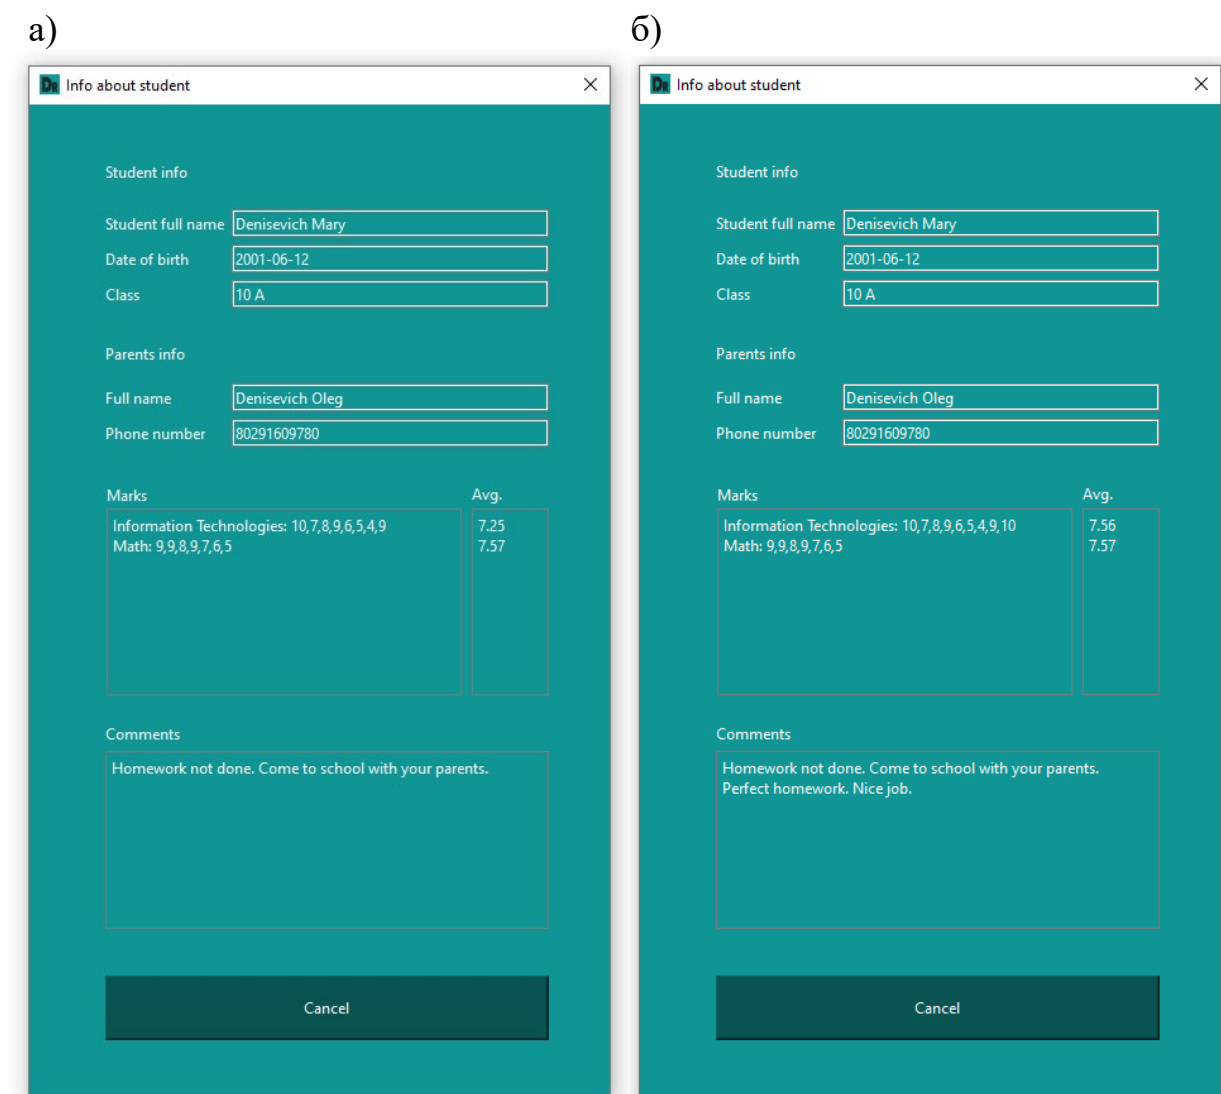 а)
DR Info about student
Student info
Student full name Denisevich Mary
Date of birth 2001-06-12
Class 10 A
Parents info
Full name Denisevich Oleg
Phone number 80291609780
Marks Avg.
Information Technologies: 10,7,8,9,6,5,4,9 7.25
Math: 9,9,8,9,7,6,5 7.57
Comments
Homework not done. Come to school with your parents.
Cancel
б)
DR Info about student
Student info
Student full name Denisevich Mary
Date of birth 2001-06-12
Class 10 A
Parents info
Full name Denisevich Oleg
Phone number 80291609780
Marks Avg.
Information Technologies: 10,7,8,9,6,5,4,9,10 7.56
Math: 9,9,8,9,7,6,5 7.57
Comments
Homework not done. Come to school with your parents.
Perfect homework. Nice job.
Cancel